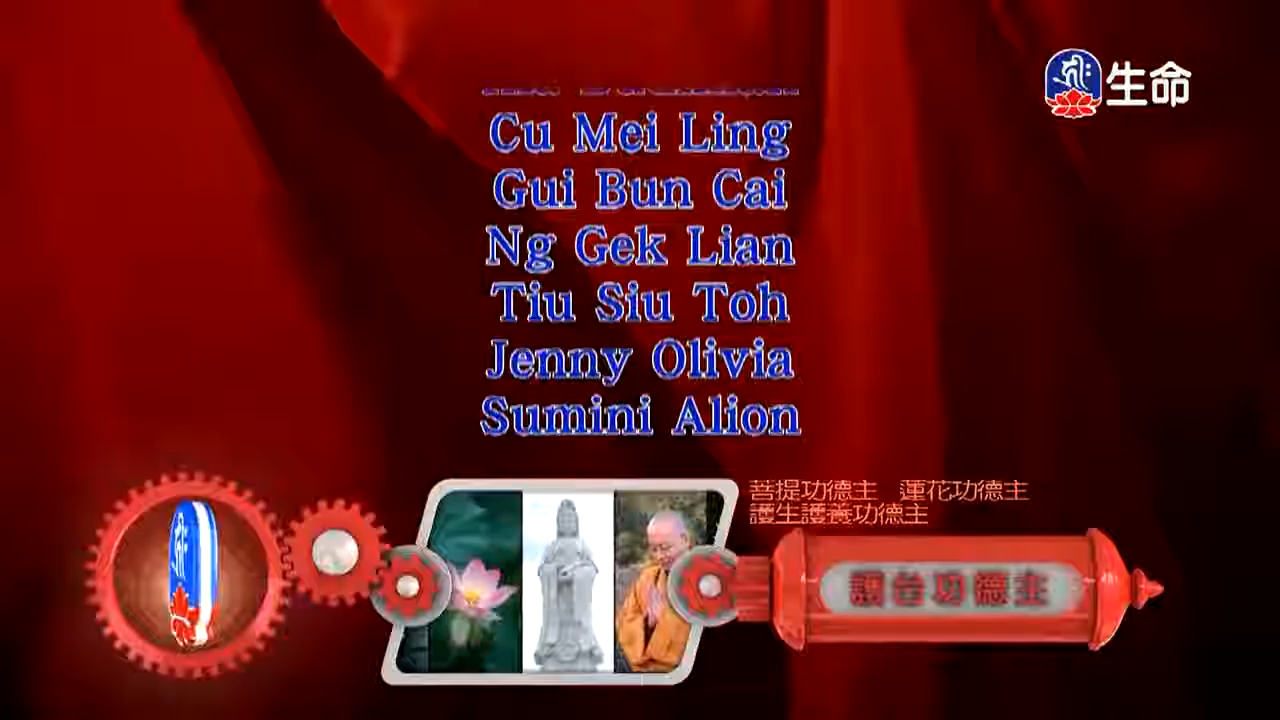 生命
Cu Mei Ling
Gui Bun Cai
Ng Gek Lian
Tiu Siu Toh
Jenny Olivia
Sumini Alion
菩提功德主 蓮花功德主
護生護養功德主
護台功德主